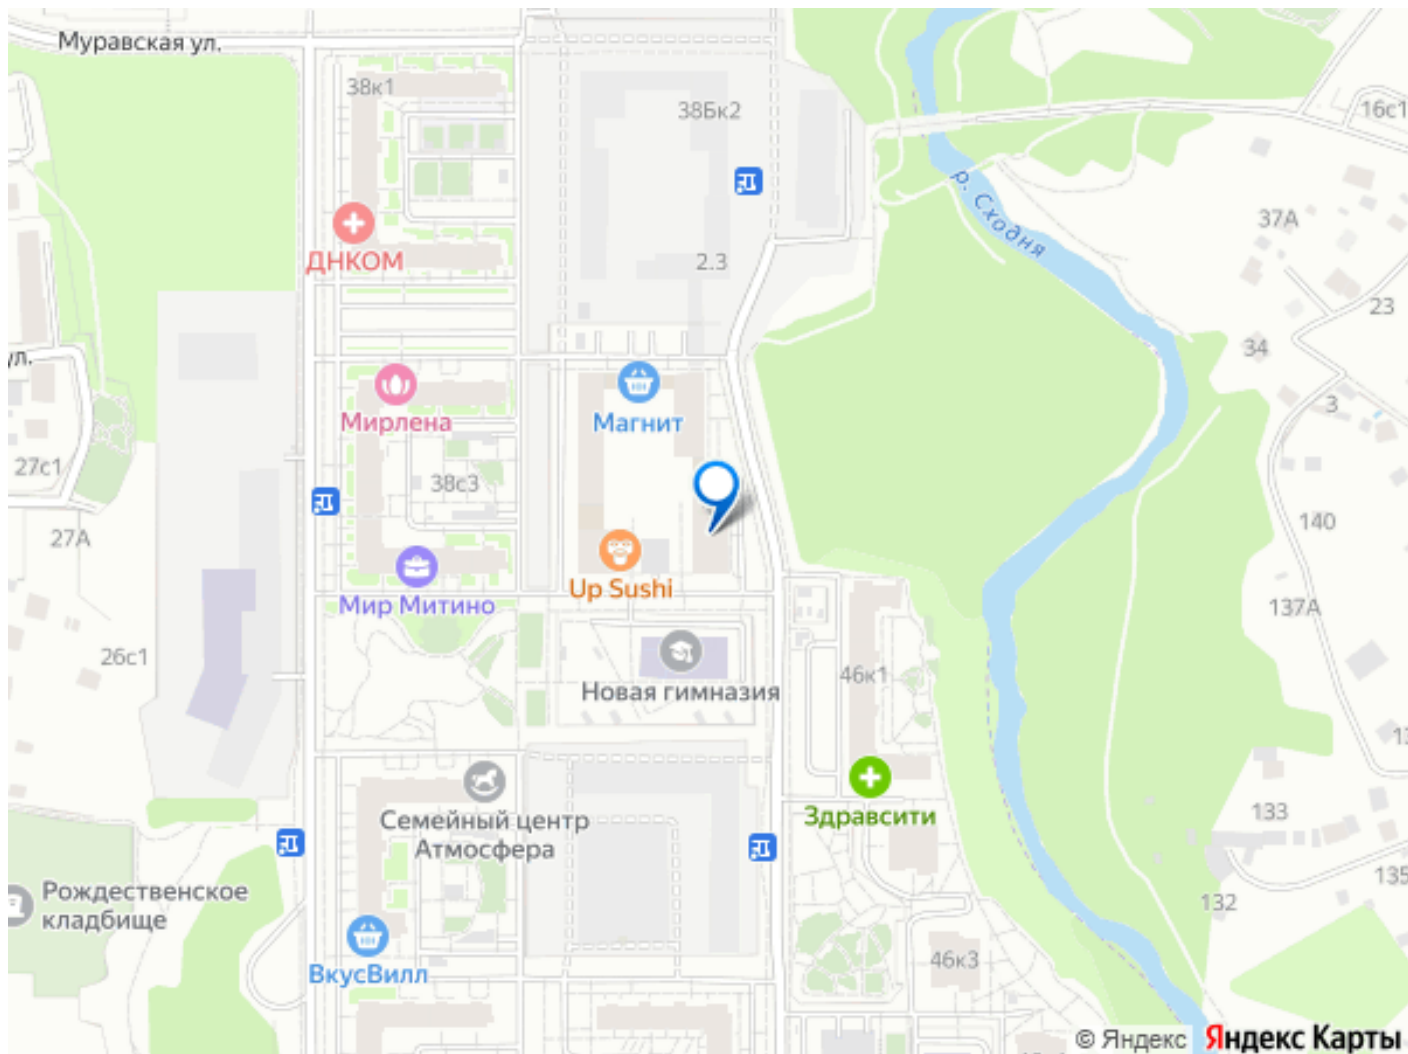 Муравская ул.
38к1
38Бк2
16с1
р. Сходня
37А
ДНКОМ
2.3
23
ул.
34
Мирлена
Магнит
3
27с1
38с3
140
27А
Up Sushi
Мир Митино
137А
26с1
46к1
Новая гимназия
133
Здравсити
Семейный центр
Атмосфера
135
Рождественское
кладбище
132
46к3
ВкусВилл
© Яндекс
Яндекс Карты